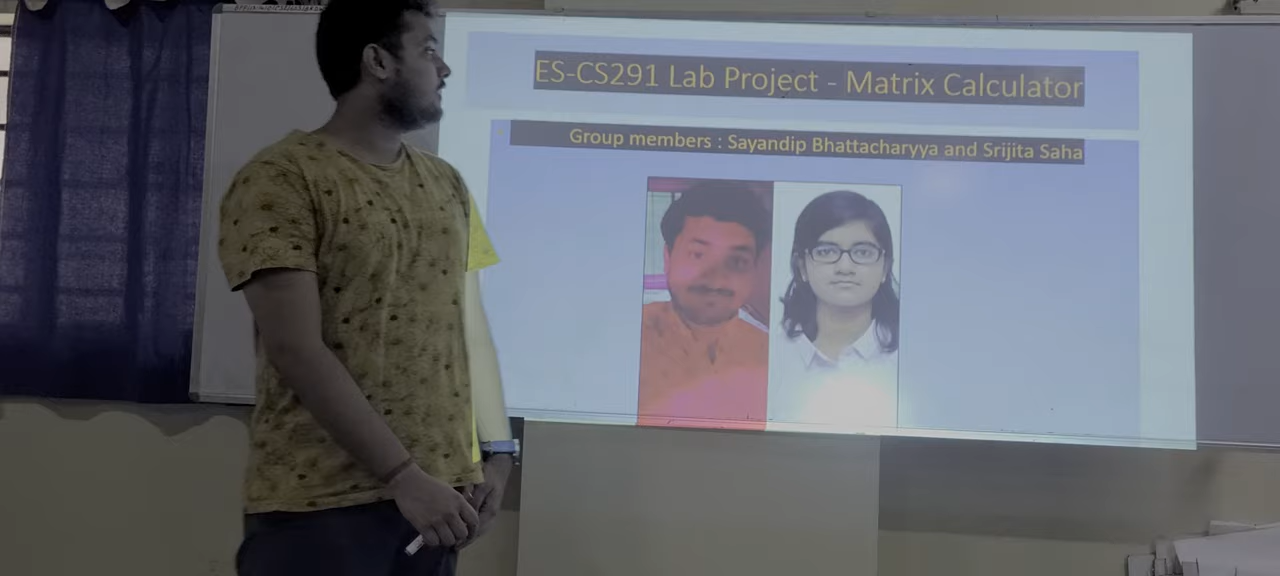 ES-CS291 Lab Project - Matrix Calculator
Group members : Sayandip Bhattacharyya and Srijita Saha